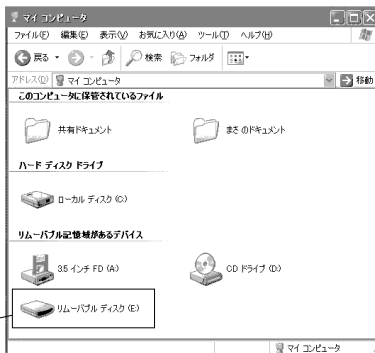 マイ コンピュータ
ファイル(F) 編集(E) 表示(V) お気に入り(A) ツール(T) ヘルプ(H)
戻る 検索 フォルダ
アドレス(D) マイ コンピュータ 移動
このコンピュータに保管されているファイル
共有ドキュメント まさ のドキュメント
ハード ディスク ドライブ
ローカル ディスク (C:)
リムーバブル記憶域があるデバイス
3.5 インチ FD (A:) CD ドライブ (D:)
リムーバブル ディスク (E:)
マイ コンピュータ